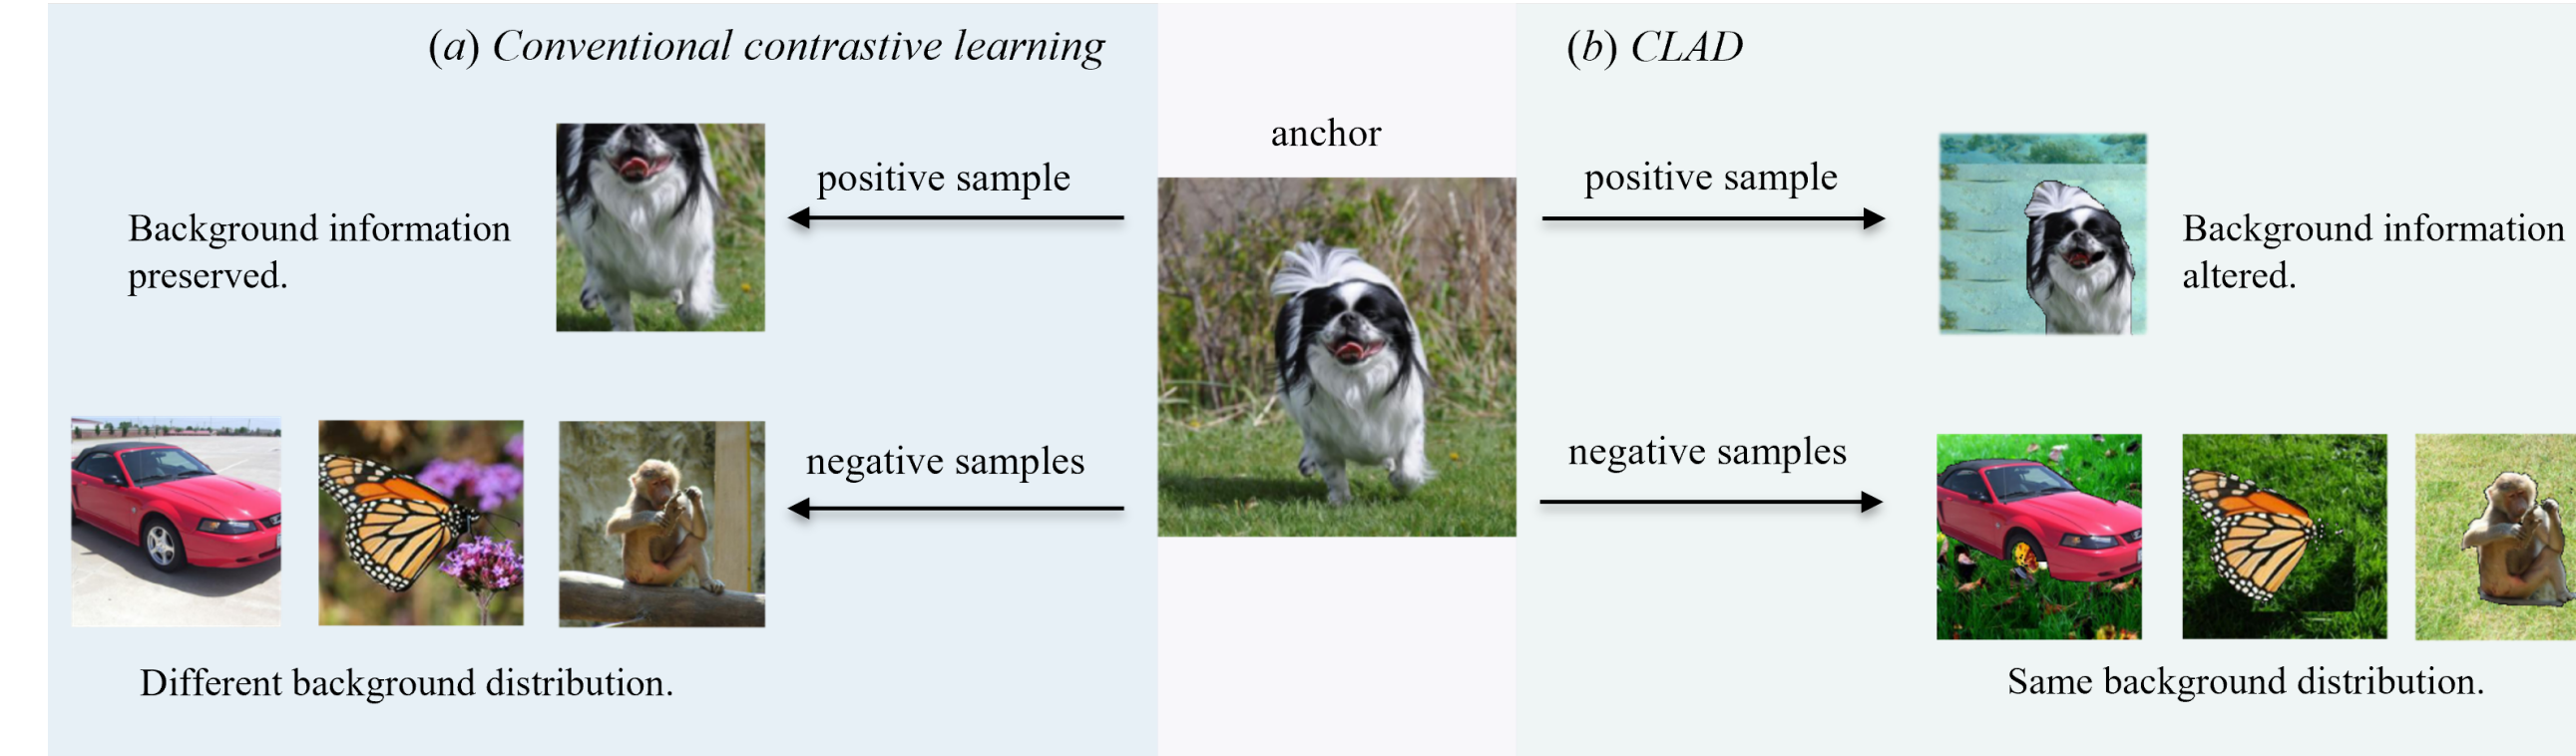 (a) Conventional contrastive learning
(b) CLAD
anchor
positive sample
positive sample
Background information
preserved.
Background information
altered.
negative samples
negative samples
Different background distribution.
Same background distribution.